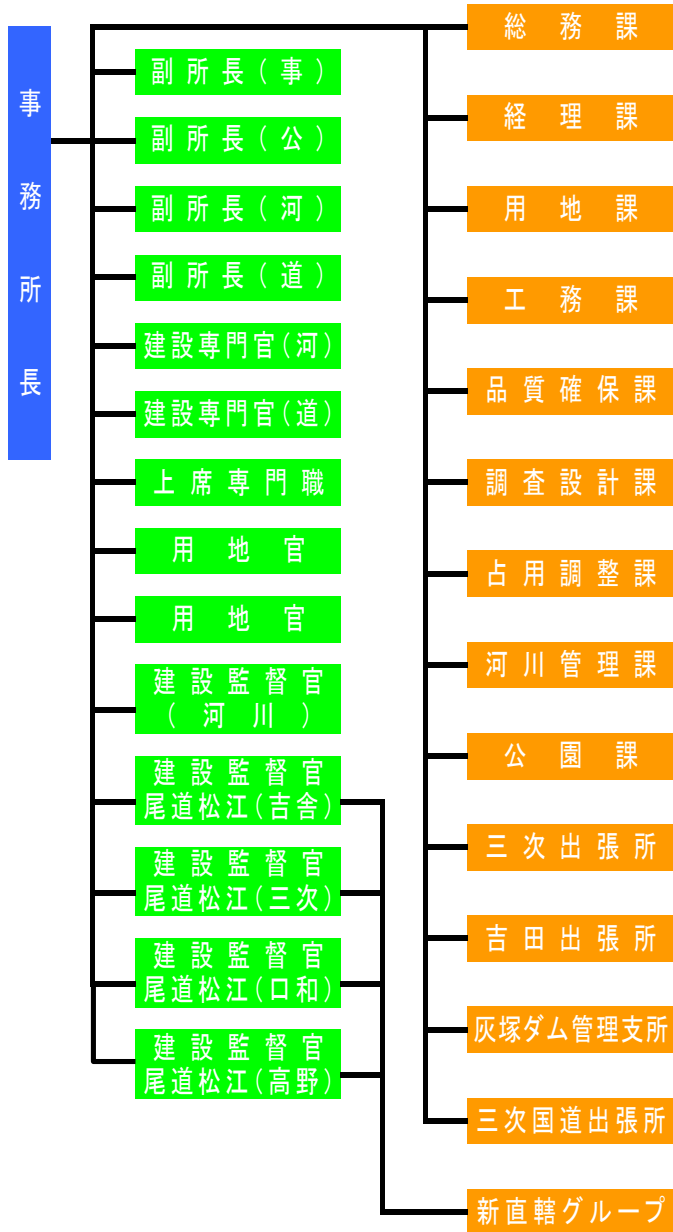 事務所長
副所長(事)
副所長(公)
副所長(河)
副所長(道)
建設専門官(河)
建設専門官(道)
上席専門職
用地官
用地官
建設監督官
(河川)
建設監督官
尾道松江(吉舎)
建設監督官
尾道松江(三次)
建設監督官
尾道松江(口和)
建設監督官
尾道松江(高野)
総務課
経理課
用地課
工務課
品質確保課
調査設計課
占用調整課
河川管理課
公園課
三次出張所
吉田出張所
灰塚ダム管理支所
三次国道出張所
新直轄グループ